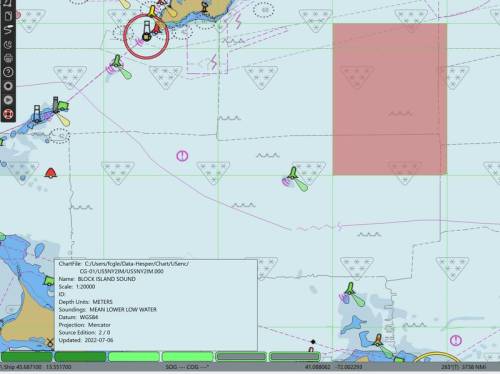 ChartFile: C:/Users/fcgle/Data-Hesper/Chart/USenc/
CG-01/US5NY2IM/US5NY2IM.000
Name: BLOCK ISLAND SOUND
Scale: 1:20000
ID:
Depth Units: METERS
Soundings: MEAN LOWER LOW WATER
Datum: WGS84
Projection: Mercator
Source Edition: 2 / 0
Updated: 2022-07-06
Ship 45.687100 13.351700
SOG --- COG ---°
41.088062 -72.002293
283°(T) 3738 NMi